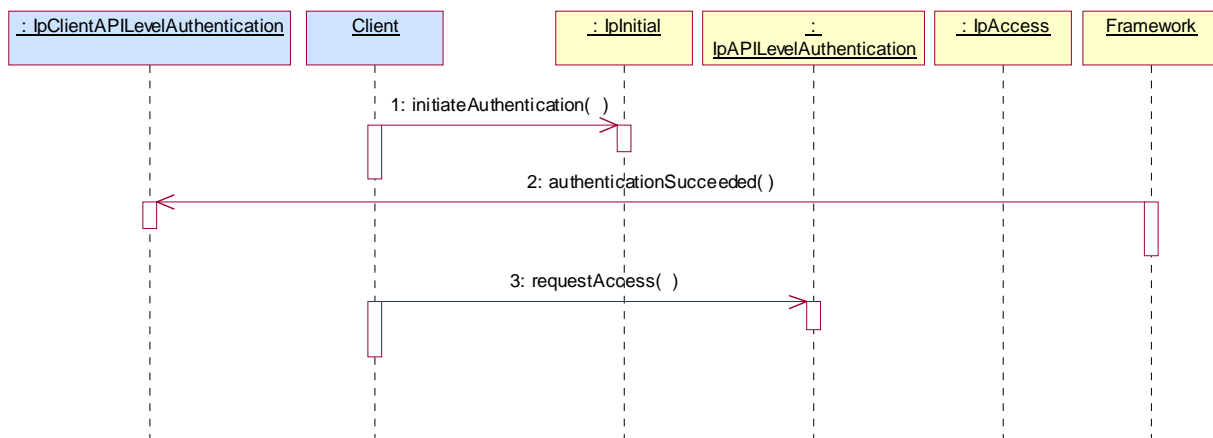 : IpClientAPILevelAuthentication
Client
: IpInitial
:
IpAPILevelAuthentication
: IpAccess
Framework
1: initiateAuthentication( )
2: authenticationSucceeded( )
3: requestAccess( )